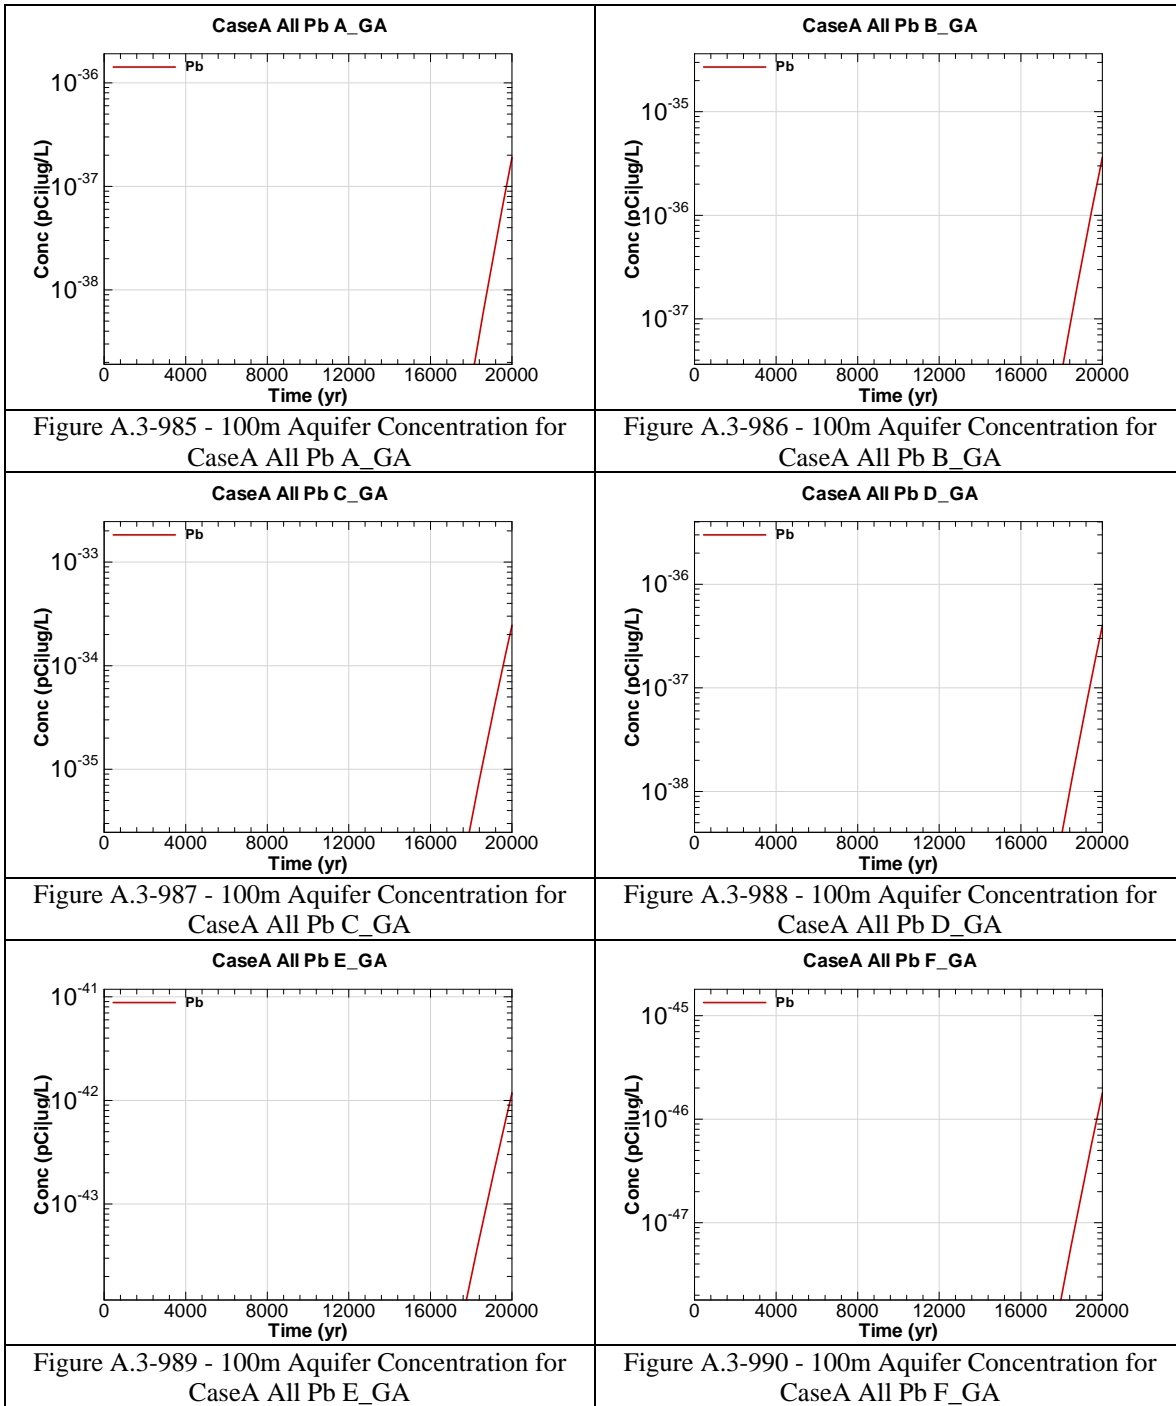 CaseA All Pb A_GA
Pb
10^-36
10^-37
10^-38
Conc (pCi|ug/L)
0 4000 8000 12000 16000 20000
Time (yr)
Figure A.3-985 - 100m Aquifer Concentration for
CaseA All Pb A_GA
CaseA All Pb B_GA
Pb
10^-35
10^-36
10^-37
Conc (pCi|ug/L)
0 4000 8000 12000 16000 20000
Time (yr)
Figure A.3-986 - 100m Aquifer Concentration for
CaseA All Pb B_GA
CaseA All Pb C_GA
Pb
10^-33
10^-34
10^-35
Conc (pCi|ug/L)
0 4000 8000 12000 16000 20000
Time (yr)
Figure A.3-987 - 100m Aquifer Concentration for
CaseA All Pb C_GA
CaseA All Pb D_GA
Pb
10^-36
10^-37
10^-38
Conc (pCi|ug/L)
0 4000 8000 12000 16000 20000
Time (yr)
Figure A.3-988 - 100m Aquifer Concentration for
CaseA All Pb D_GA
CaseA All Pb E_GA
Pb
10^-41
10^-42
10^-43
Conc (pCi|ug/L)
0 4000 8000 12000 16000 20000
Time (yr)
Figure A.3-989 - 100m Aquifer Concentration for
CaseA All Pb E_GA
CaseA All Pb F_GA
Pb
10^-45
10^-46
10^-47
Conc (pCi|ug/L)
0 4000 8000 12000 16000 20000
Time (yr)
Figure A.3-990 - 100m Aquifer Concentration for
CaseA All Pb F_GA